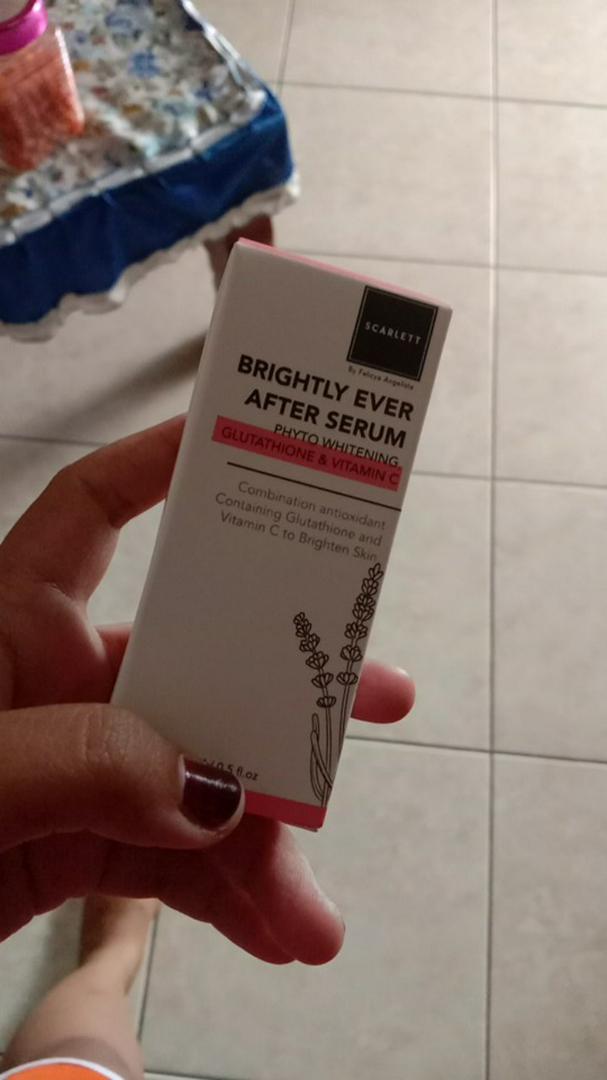 SCARLETT
By Felicya Angelista
BRIGHTLY EVER
AFTER SERUM
PHYTO WHITENING
GLUTATHIONE & VITAMIN C
Combination antioxidant
Containing Glutathione and
Vitamin C to Brighten Skin
/ 0.5 fl.oz